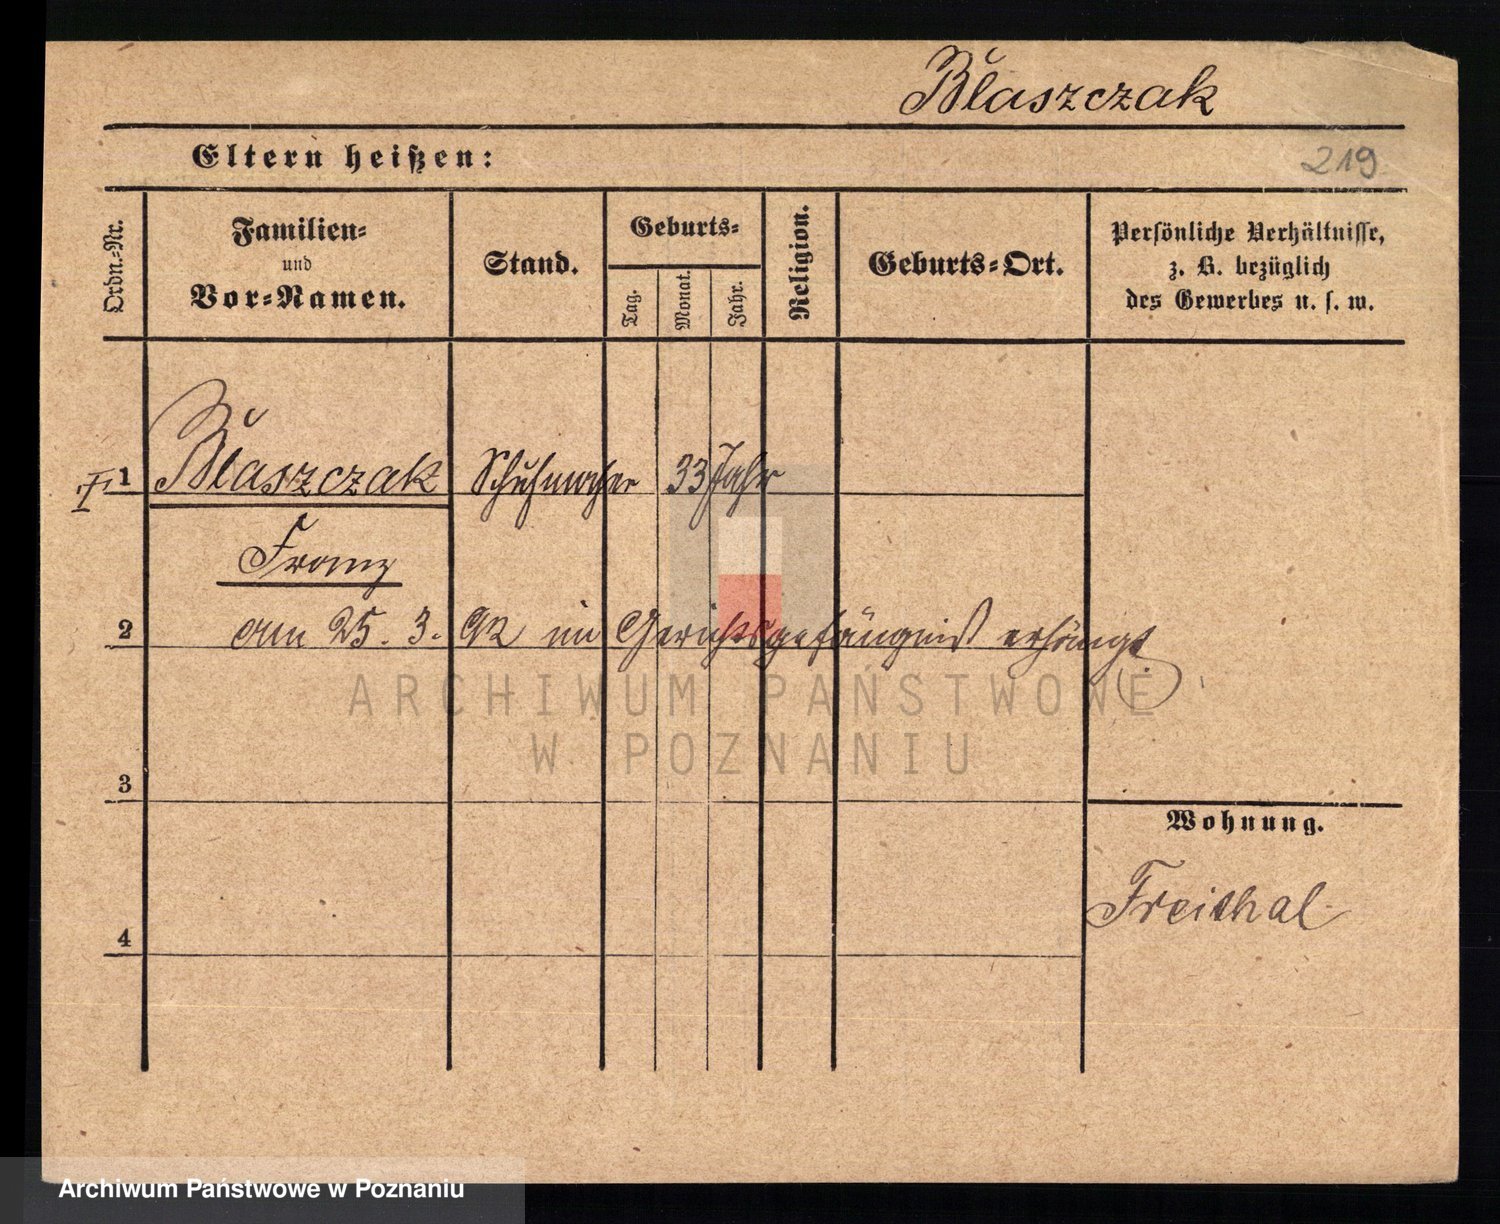 Błaszczak
219
Eltern heißen:
Ordn.-Nr.
Familien-
und
Vor-Namen.
Stand.
Geburts-
Tag.
Monat.
Jahr.
Religion.
Geburts-Ort.
Persönliche Verhältnisse,
z. B. bezüglich
des Gewerbes u. s. w.
1 Błaszczak Schuhmacher 33 Jahr
Franz
2 am 25. 3. 92 im Gerichtsgefängniß erhängt
3
Wohnung.
Freithal
4
ARCHIWUM PAŃSTWOWE
W POZNANIU
Archiwum Państwowe w Poznaniu